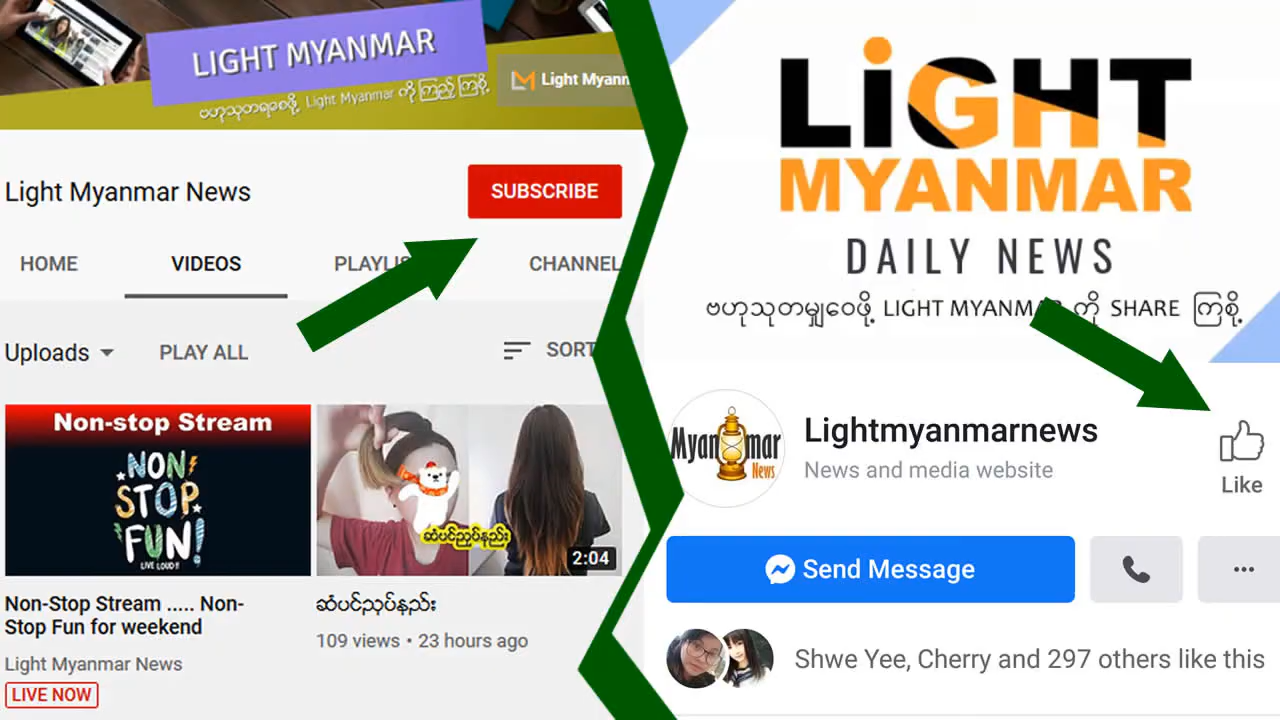 LIGHT MYANMAR
ဗဟုသုတရစေဖို့ Light Myanmar ကို ကြည့် ကြစို့
Light Myanm
Light Myanmar News
SUBSCRIBE
HOME
VIDEOS
PLAYLIS
CHANNEL
Uploads
PLAY ALL
SORT
Non-stop Stream
NON
STOP
FUN!
LIVE LOUD!!
ဆံပင်ညှပ်နည်း
2:04
Non-Stop Stream ..... Non-
Stop Fun for weekend
Light Myanmar News
LIVE NOW
ဆံပင်ညှပ်နည်း
109 views • 23 hours ago
LiGHT
MYANMAR
DAILY NEWS
ဗဟုသုတမျှဝေဖို့ LIGHT MYANMAR ကို SHARE ကြစို့
Myanmar
News
Lightmyanmarnews
News and media website
Like
Send Message
Shwe Yee, Cherry and 297 others like this